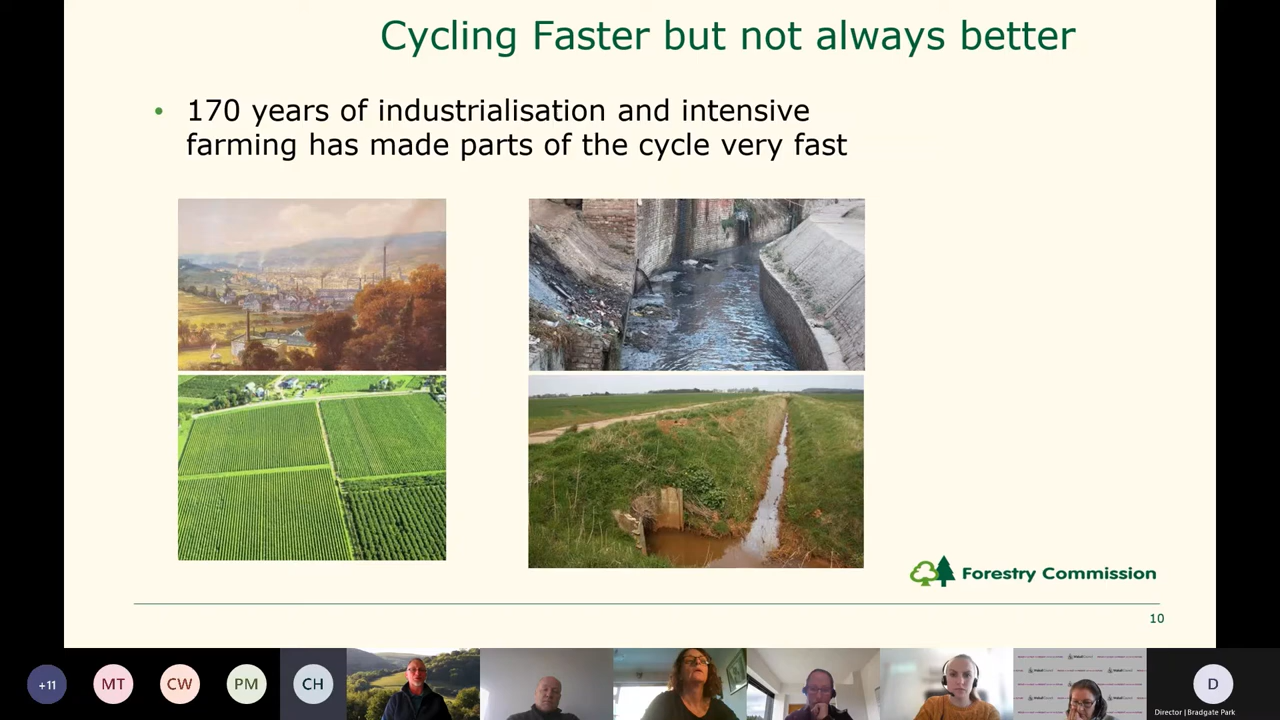 Cycling Faster but not always better
• 170 years of industrialisation and intensive
farming has made parts of the cycle very fast
Forestry Commission
10
+11
MT
CW
PM
CH
D
Director | Bradgate Park